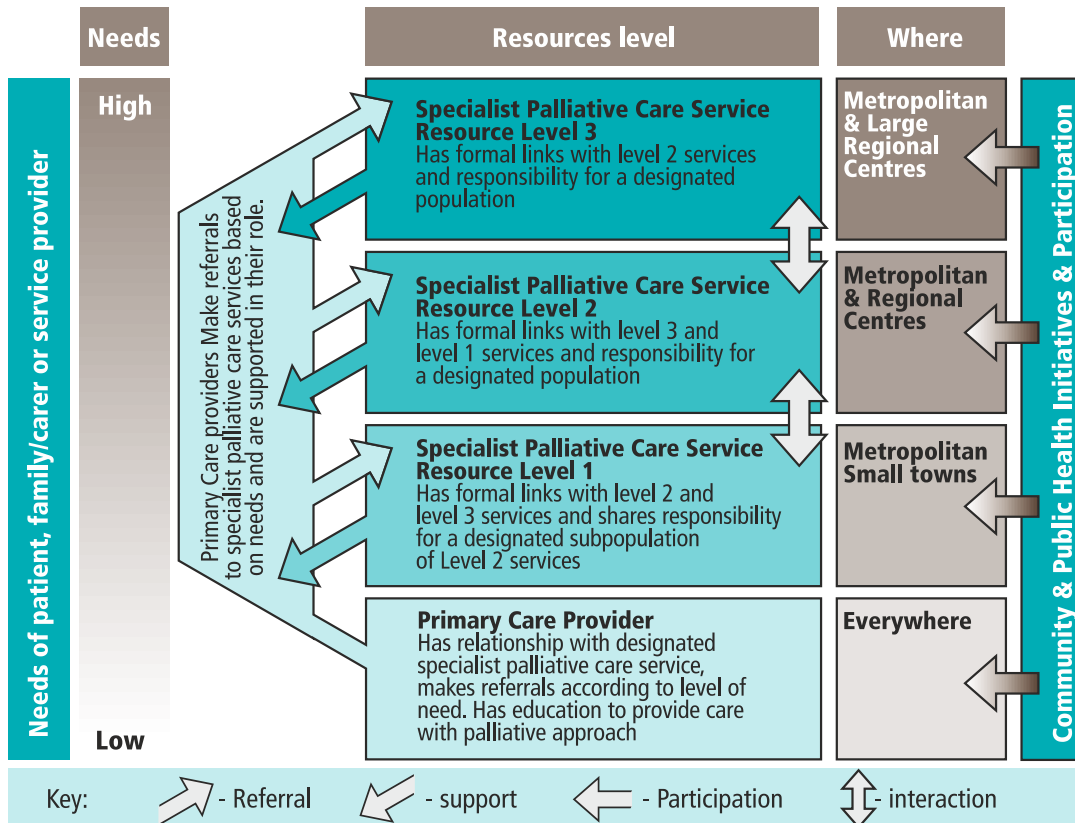 Needs
Resources level
Where
Needs of patient, family/carer or service provider
High
Low
Primary Care providers Make referrals
to specialist palliative care services based
on needs and are supported in their role.
Specialist Palliative Care Service
Resource Level 3
Has formal links with level 2 services
and responsibility for a designated
population
Metropolitan
& Large
Regional
Centres
Specialist Palliative Care Service
Resource Level 2
Has formal links with level 3 and
level 1 services and responsibility for
a designated population
Metropolitan
& Regional
Centres
Specialist Palliative Care Service
Resource Level 1
Has formal links with level 2 and
level 3 services and shares responsibility
for a designated subpopulation
of Level 2 services
Metropolitan
Small towns
Primary Care Provider
Has relationship with designated
specialist palliative care service,
makes referrals according to level of
need. Has education to provide care
with palliative approach
Everywhere
Community & Public Health Initiatives & Participation
Key:
- Referral
- support
- Participation
- interaction